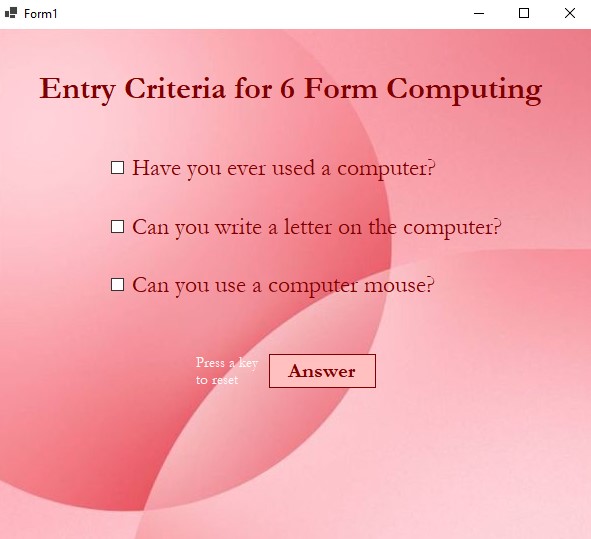 Form1
Entry Criteria for 6 Form Computing
Have you ever used a computer?
Can you write a letter on the computer?
Can you use a computer mouse?
Press a key
to reset
Answer